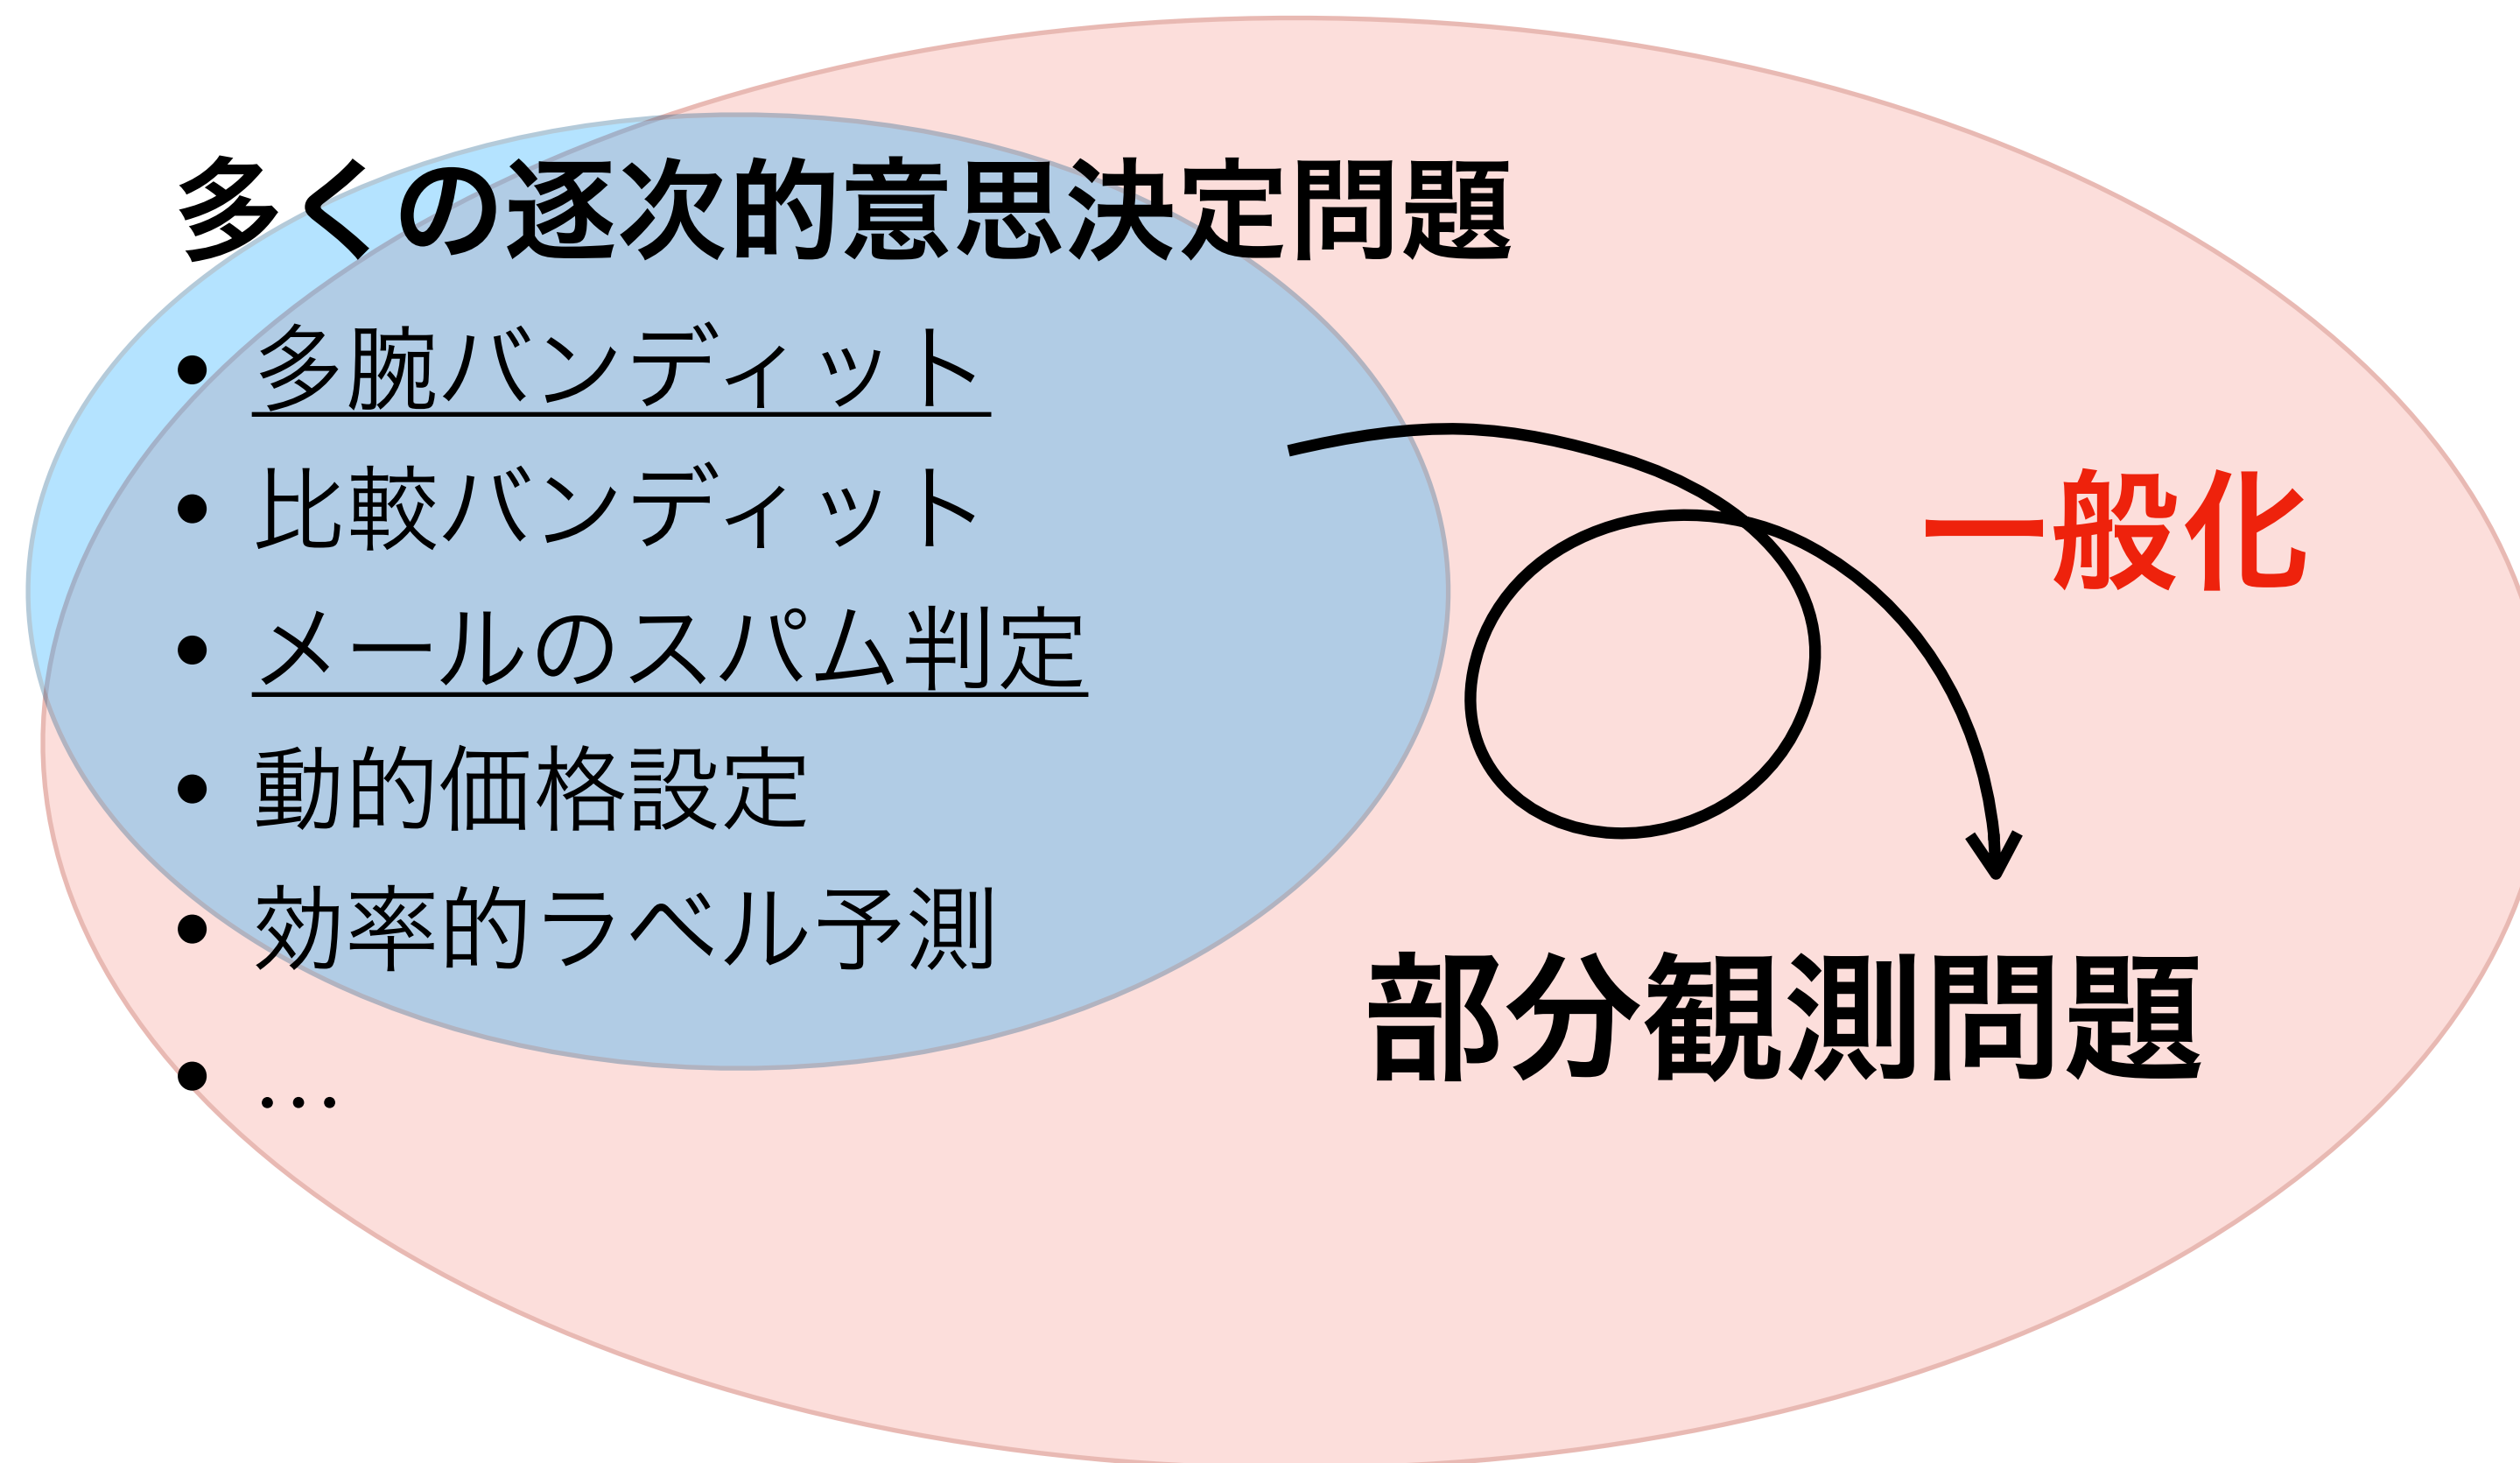 多くの逐次的意思決定問題
• 多腕バンディット
• 比較バンディット
• メールのスパム判定
• 動的価格設定
• 効率的ラベル予測
• …
一般化
部分観測問題